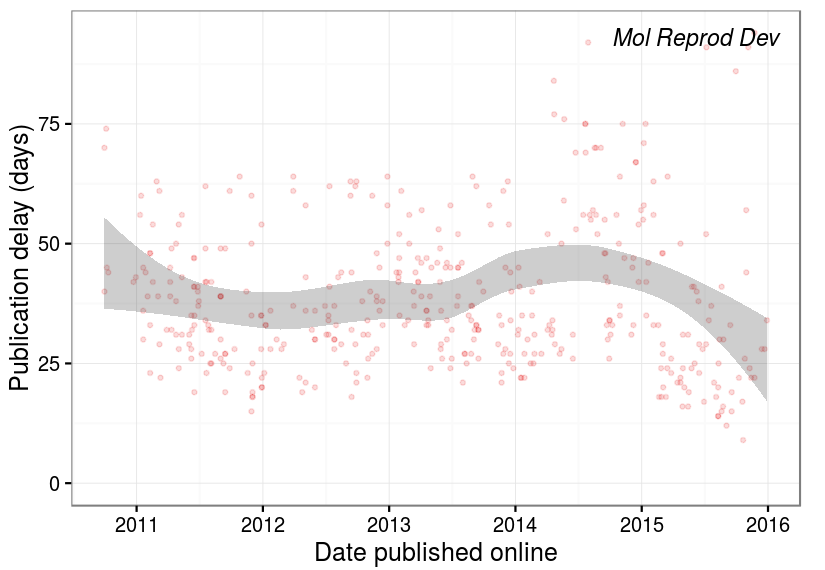 Mol Reprod Dev
Publication delay (days)
75
50
25
0
2011 2012 2013 2014 2015 2016
Date published online